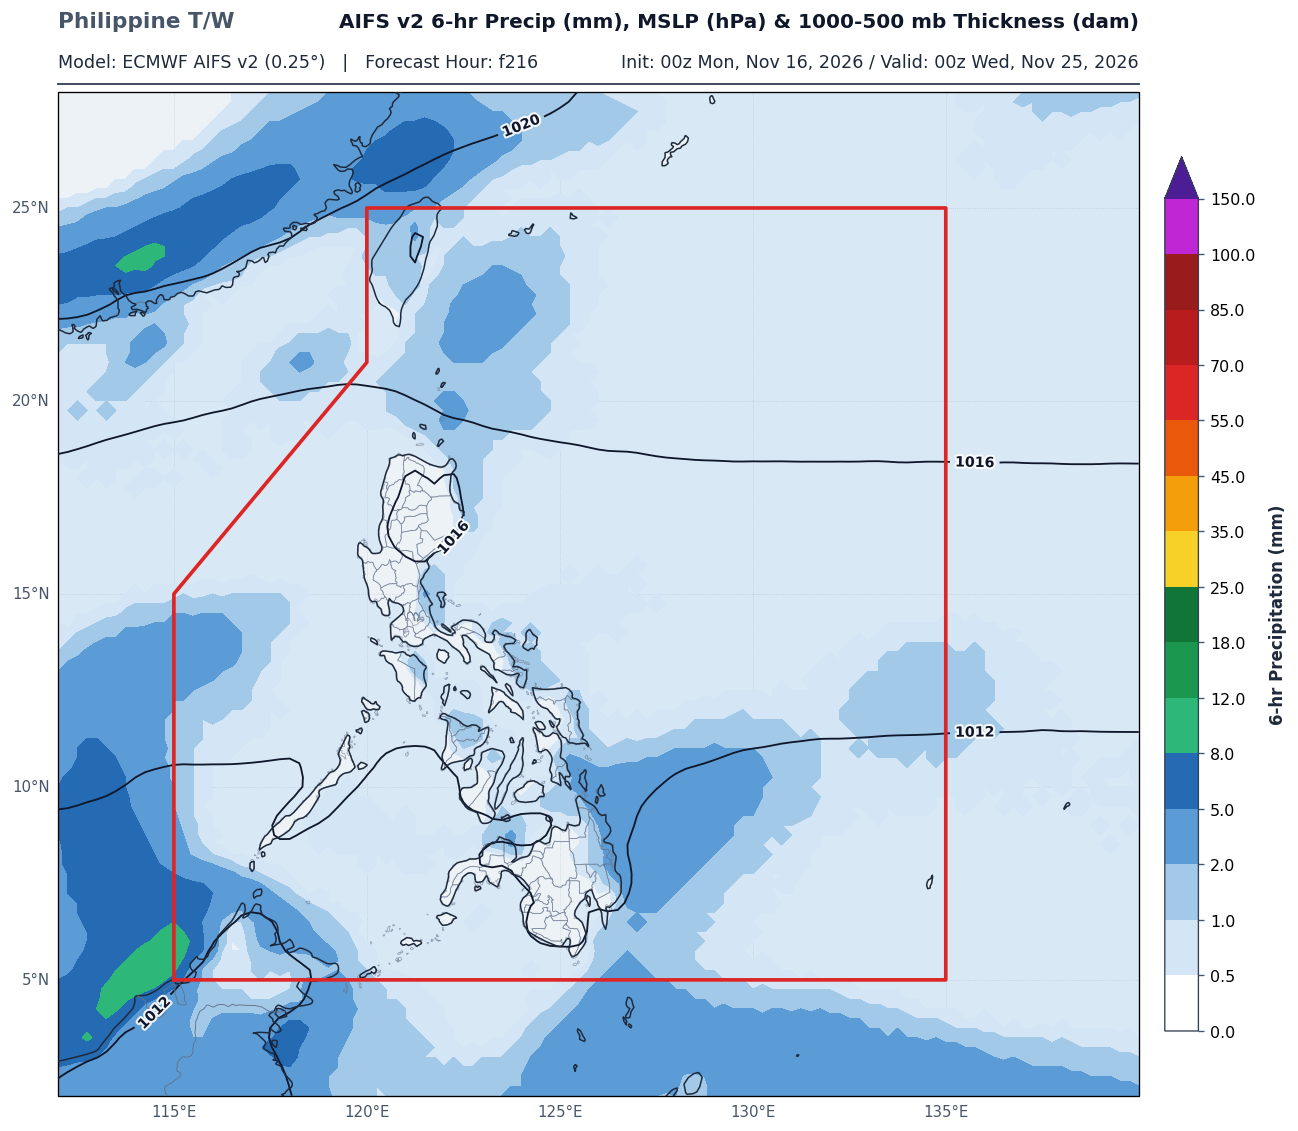 Philippine T/W
AIFS v2 6-hr Precip (mm), MSLP (hPa) & 1000-500 mb Thickness (dam)
Model: ECMWF AIFS v2 (0.25°) | Forecast Hour: f216
Init: 00z Mon, Nov 16, 2026 / Valid: 00z Wed, Nov 25, 2026
1020
1016
1016
1012
1012
25°N
20°N
15°N
10°N
5°N
115°E
120°E
125°E
130°E
135°E
150.0
100.0
85.0
70.0
55.0
45.0
35.0
25.0
18.0
12.0
8.0
5.0
2.0
1.0
0.5
0.0
6-hr Precipitation (mm)